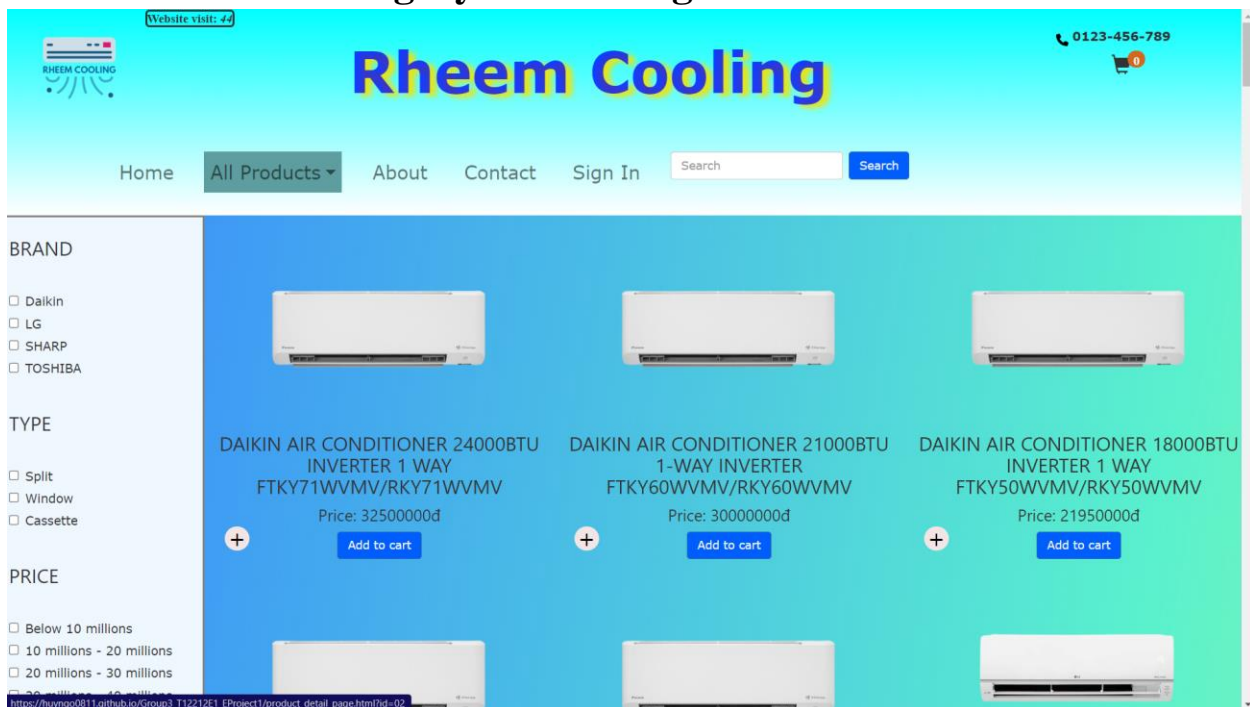 Website visit: 44
RHEEM COOLING
Rheem Cooling
0123-456-789
0
Home
All Products
About
Contact
Sign In
Search
Search
BRAND
Daikin
LG
SHARP
TOSHIBA
TYPE
Split
Window
Cassette
PRICE
Below 10 millions
10 millions - 20 millions
20 millions - 30 millions
DAIKIN AIR CONDITIONER 24000BTU
INVERTER 1 WAY
FTKY71WVMV/RKY71WVMV
Price: 32500000đ
+
Add to cart
DAIKIN AIR CONDITIONER 21000BTU
1-WAY INVERTER
FTKY60WVMV/RKY60WVMV
Price: 30000000đ
+
Add to cart
DAIKIN AIR CONDITIONER 18000BTU
INVERTER 1 WAY
FTKY50WVMV/RKY50WVMV
Price: 21950000đ
+
Add to cart
https://huyngo0811.github.io/Group3_T12212E1_EProject1/product_detail_page.html?id=02